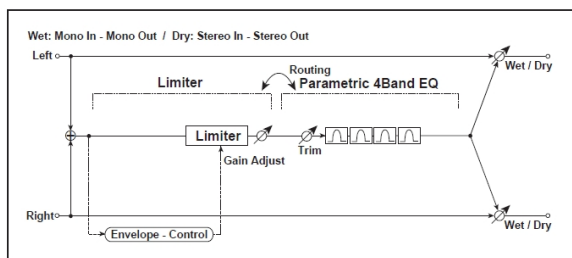 Wet: Mono In - Mono Out / Dry: Stereo In - Stereo Out
Left
Wet / Dry
Routing
Limiter
Parametric 4Band EQ
Limiter
Gain Adjust
Trim
Right
Wet / Dry
Envelope - Control